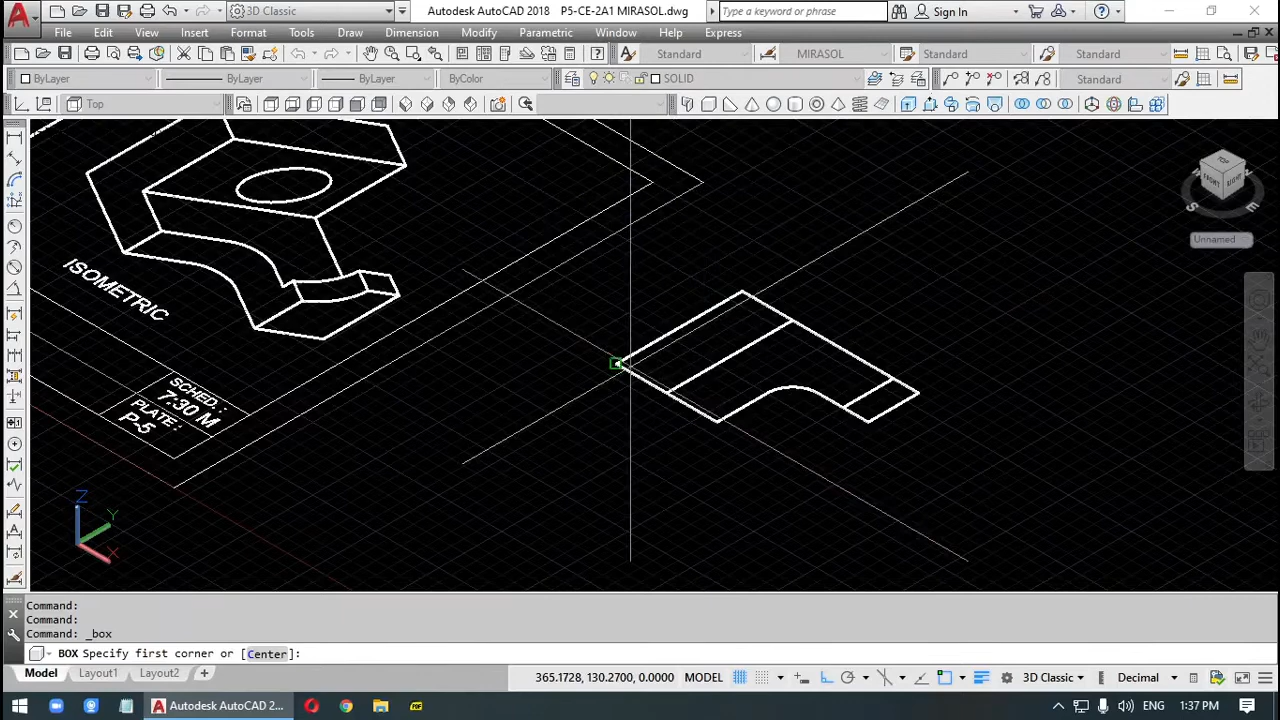 Autodesk AutoCAD 2018 P5-CE-2A1 MIRASOL.dwg
3D Classic
Type a keyword or phrase
Sign In
File Edit View Insert Format Tools Draw Dimension Modify Parametric Window Help Express
Standard MIRASOL Standard Standard
ByLayer ByLayer ByLayer ByColor SOLID Standard
Top
TOP
FRONT RIGHT
S E
Unnamed
ISOMETRIC
SCHED.:
7:30 M
PLATE :
P-5
Z
Y
X
Command:
Command:
Command: _box
BOX Specify first corner or [Center]:
Model Layout1 Layout2 +
365.1728, 130.2700, 0.0000 MODEL 3D Classic Decimal
Autodesk AutoCAD 2... ENG 1:37 PM